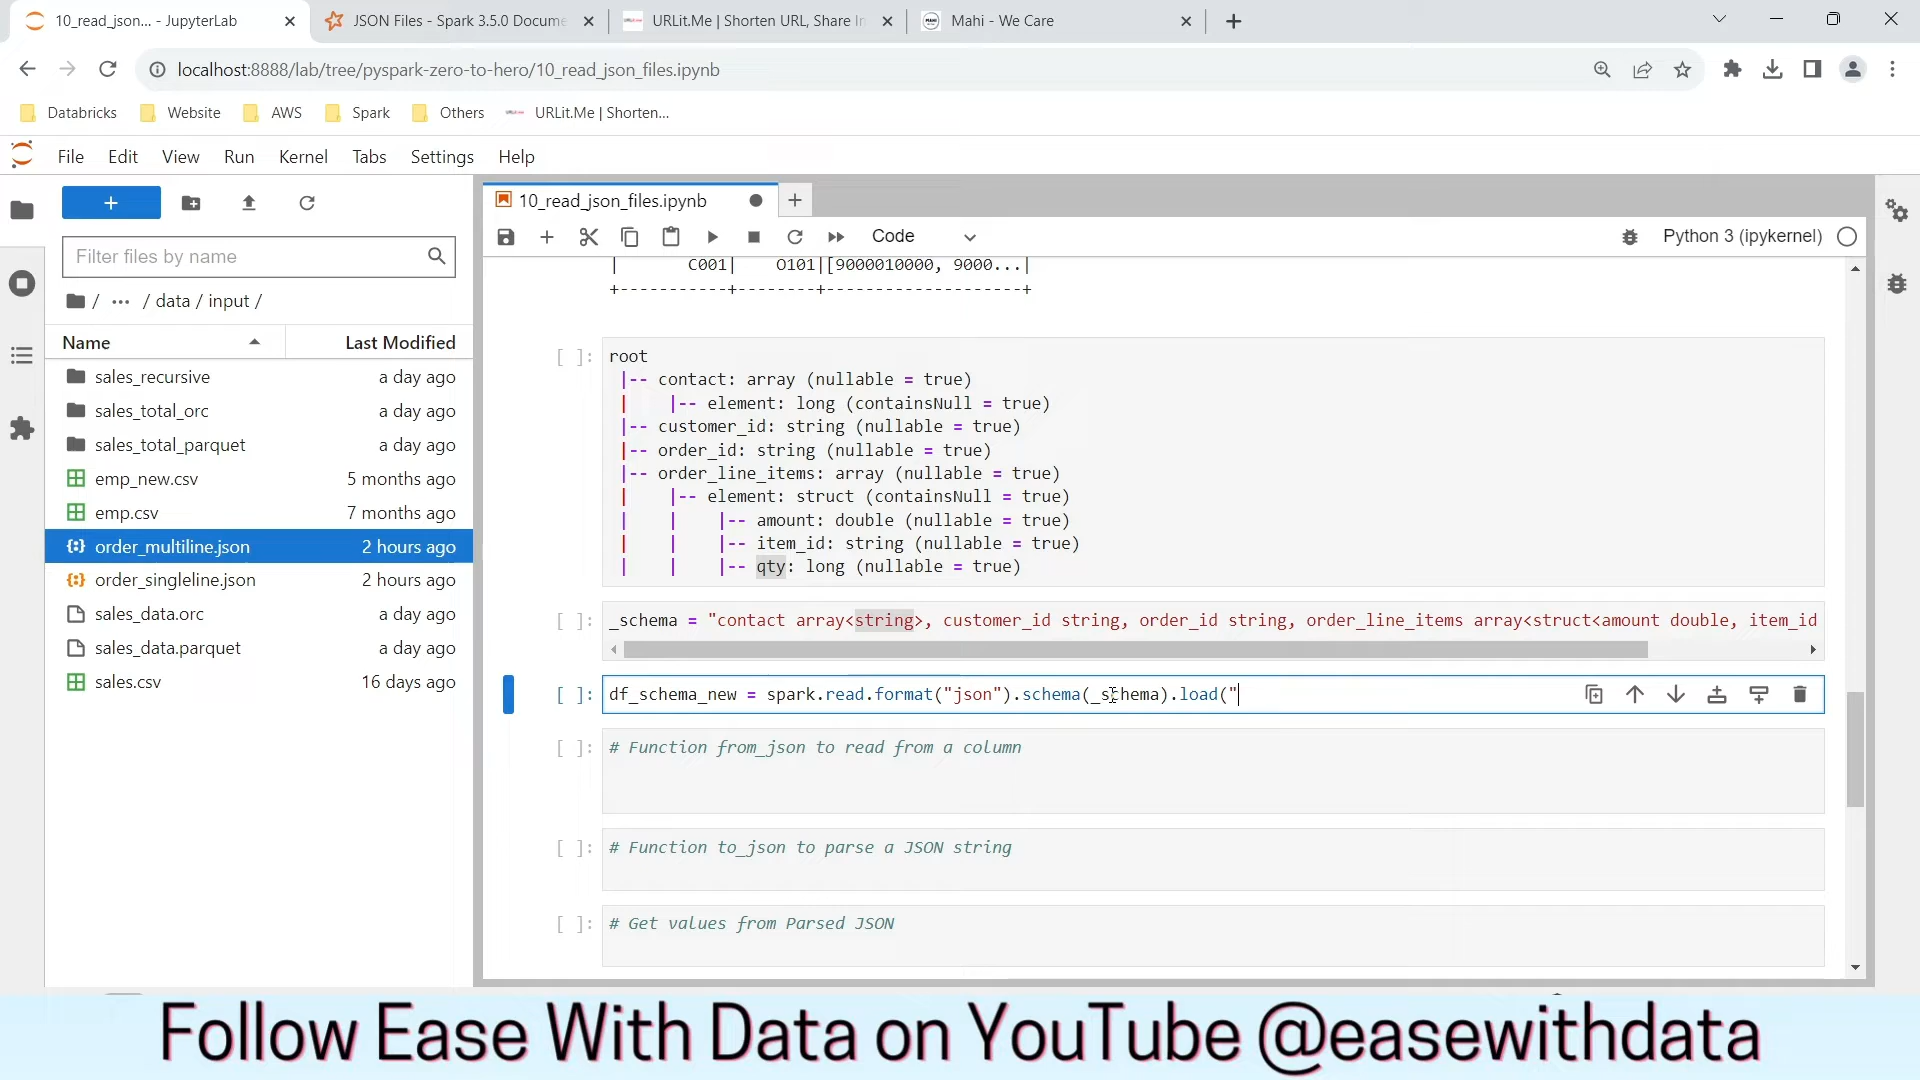 10_read_json... - JupyterLab
JSON Files - Spark 3.5.0 Docume
URLit.Me | Shorten URL, Share In
Mahi - We Care
localhost:8888/lab/tree/pyspark-zero-to-hero/10_read_json_files.ipynb
Databricks
Website
AWS
Spark
Others
URLit.Me | Shorten...
File
Edit
View
Run
Kernel
Tabs
Settings
Help
10_read_json_files.ipynb
Code
Python 3 (ipykernel)
Filter files by name
/ ... / data / input /
Name
Last Modified
sales_recursive a day ago
sales_total_orc a day ago
sales_total_parquet a day ago
emp_new.csv 5 months ago
emp.csv 7 months ago
order_multiline.json 2 hours ago
order_singleline.json 2 hours ago
sales_data.orc a day ago
sales_data.parquet a day ago
sales.csv 16 days ago
|       C001|    O101|[9000010000, 9000...|
+-----------+--------+--------------------+
[ ]: root
|-- contact: array (nullable = true)
|    |-- element: long (containsNull = true)
|-- customer_id: string (nullable = true)
|-- order_id: string (nullable = true)
|-- order_line_items: array (nullable = true)
|    |-- element: struct (containsNull = true)
|    |    |-- amount: double (nullable = true)
|    |    |-- item_id: string (nullable = true)
|    |    |-- qty: long (nullable = true)
[ ]: _schema = "contact array<string>, customer_id string, order_id string, order_line_items array<struct<amount double, item_id
[ ]: df_schema_new = spark.read.format("json").schema(_schema).load("
[ ]: # Function from_json to read from a column
[ ]: # Function to_json to parse a JSON string
[ ]: # Get values from Parsed JSON
Follow Ease With Data on YouTube @easewithdata